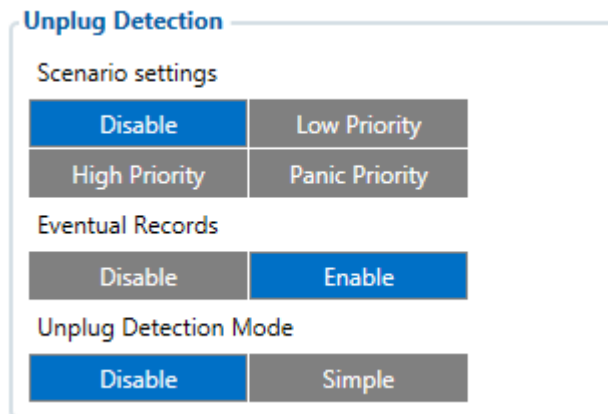 Unplug Detection
Scenario settings
Disable Low Priority
High Priority Panic Priority
Eventual Records
Disable Enable
Unplug Detection Mode
Disable Simple